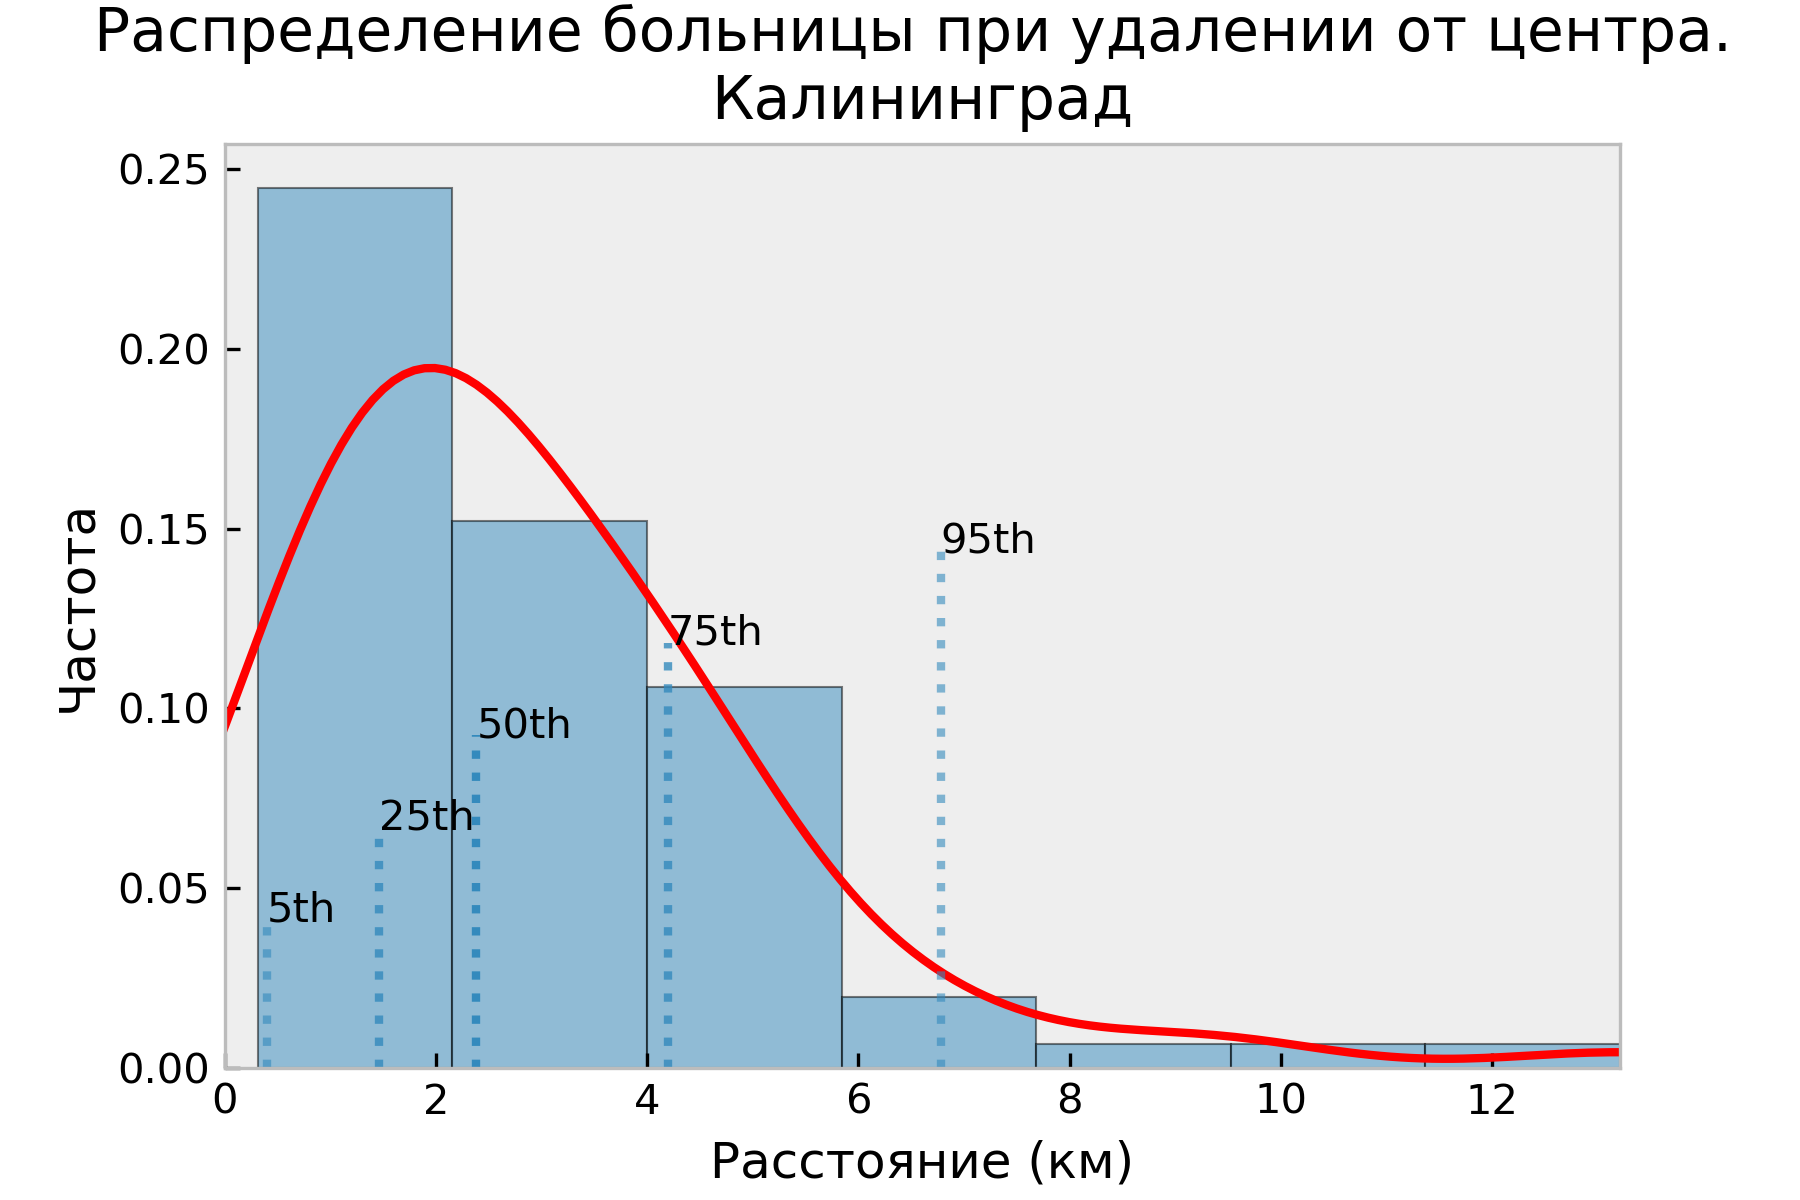 Распределение больницы при удалении от центра.
Калининград
0.25
0.20
0.15
0.10
0.05
0.00
Частота
95th
75th
50th
25th
5th
0 2 4 6 8 10 12
Расстояние (км)